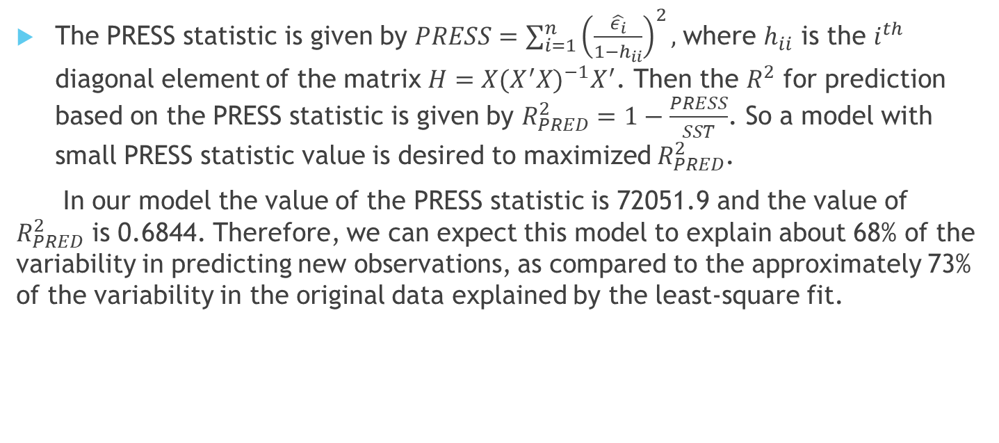 The PRESS statistic is given by $PRESS = \sum_{i=1}^{n} \left( \frac{\hat{\epsilon}_i}{1-h_{ii}} \right)^2$, where $h_{ii}$ is the $i^{th}$
diagonal element of the matrix $H = X(X'X)^{-1}X'$. Then the $R^2$ for prediction
based on the PRESS statistic is given by $R^2_{PRED} = 1 - \frac{PRESS}{SST}$. So a model with
small PRESS statistic value is desired to maximized $R^2_{PRED}$.
In our model the value of the PRESS statistic is 72051.9 and the value of
$R^2_{PRED}$ is 0.6844. Therefore, we can expect this model to explain about 68% of the
variability in predicting new observations, as compared to the approximately 73%
of the variability in the original data explained by the least-square fit.